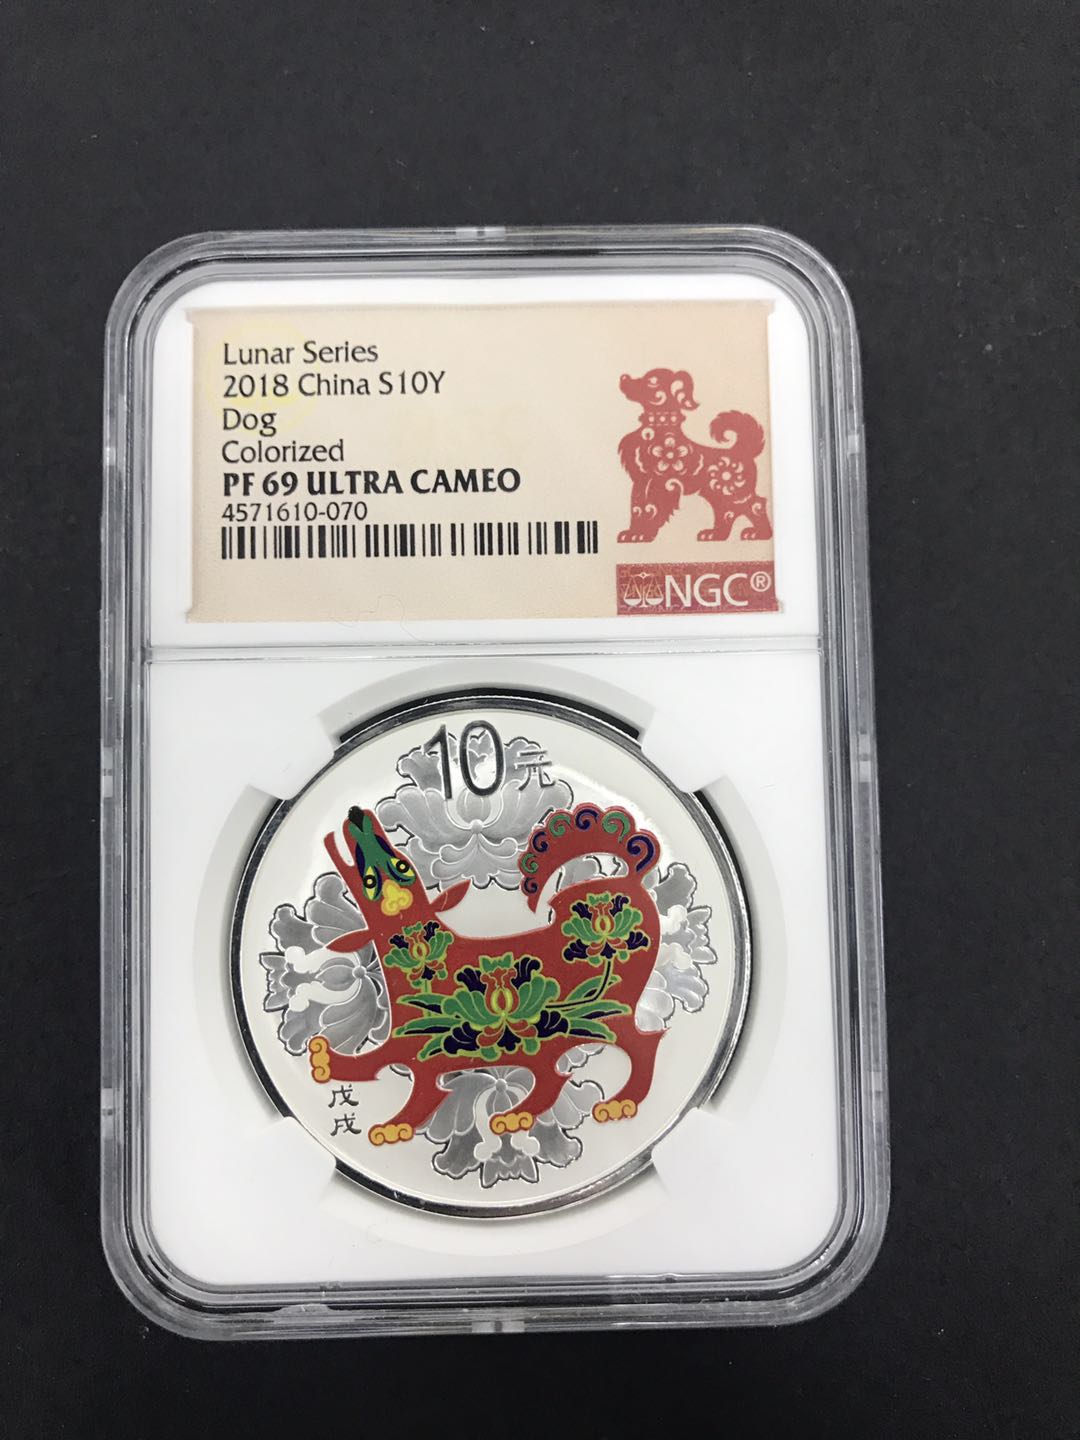 Lunar Series
2018 China S10Y
Dog
Colorized
PF 69 ULTRA CAMEO
4571610-070
NGC®
10元
戊
戌